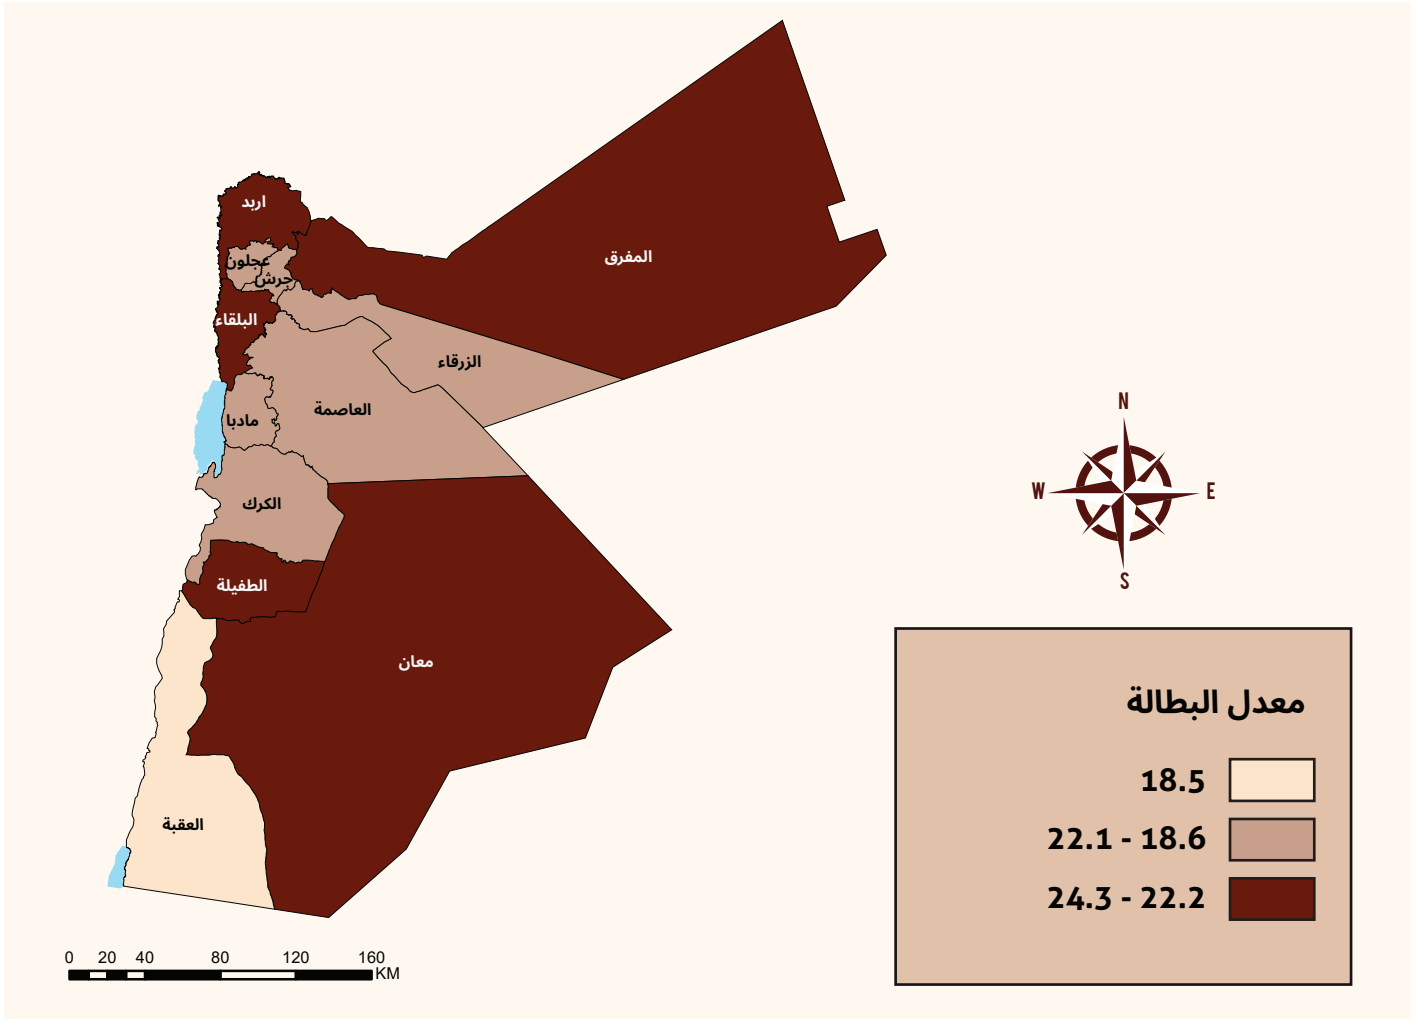 اربد
عجلون
جرش
المفرق
البلقاء
الزرقاء
العاصمة
مادبا
الكرك
الطفيلة
معان
العقبة
N
W
E
S
معدل البطالة
18.5
22.1 - 18.6
24.3 - 22.2
0 20 40 80 120 160
KM